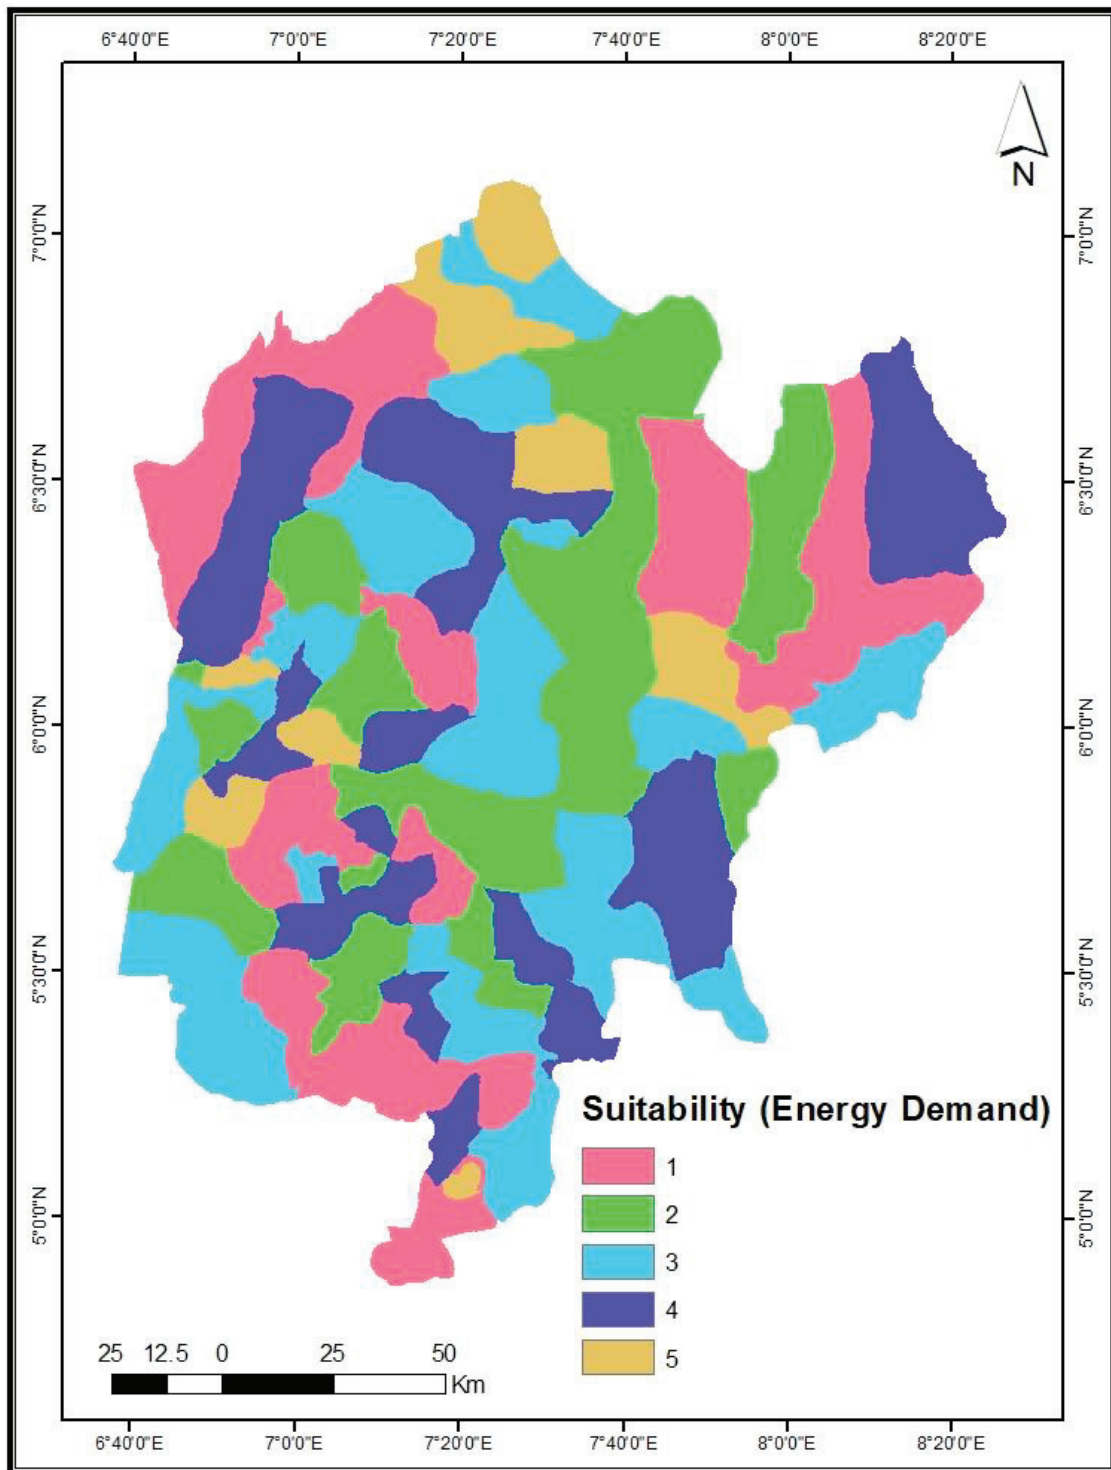 6°40'0"E 7°0'0"E 7°20'0"E 7°40'0"E 8°0'0"E 8°20'0"E
N
7°0'0"N 7°0'0"N
6°30'0"N 6°30'0"N
6°0'0"N 6°0'0"N
5°30'0"N 5°30'0"N
Suitability (Energy Demand)
1
2
5°0'0"N 5°0'0"N
3
4
5
25 12.5 0 25 50
Km
6°40'0"E 7°0'0"E 7°20'0"E 7°40'0"E 8°0'0"E 8°20'0"E